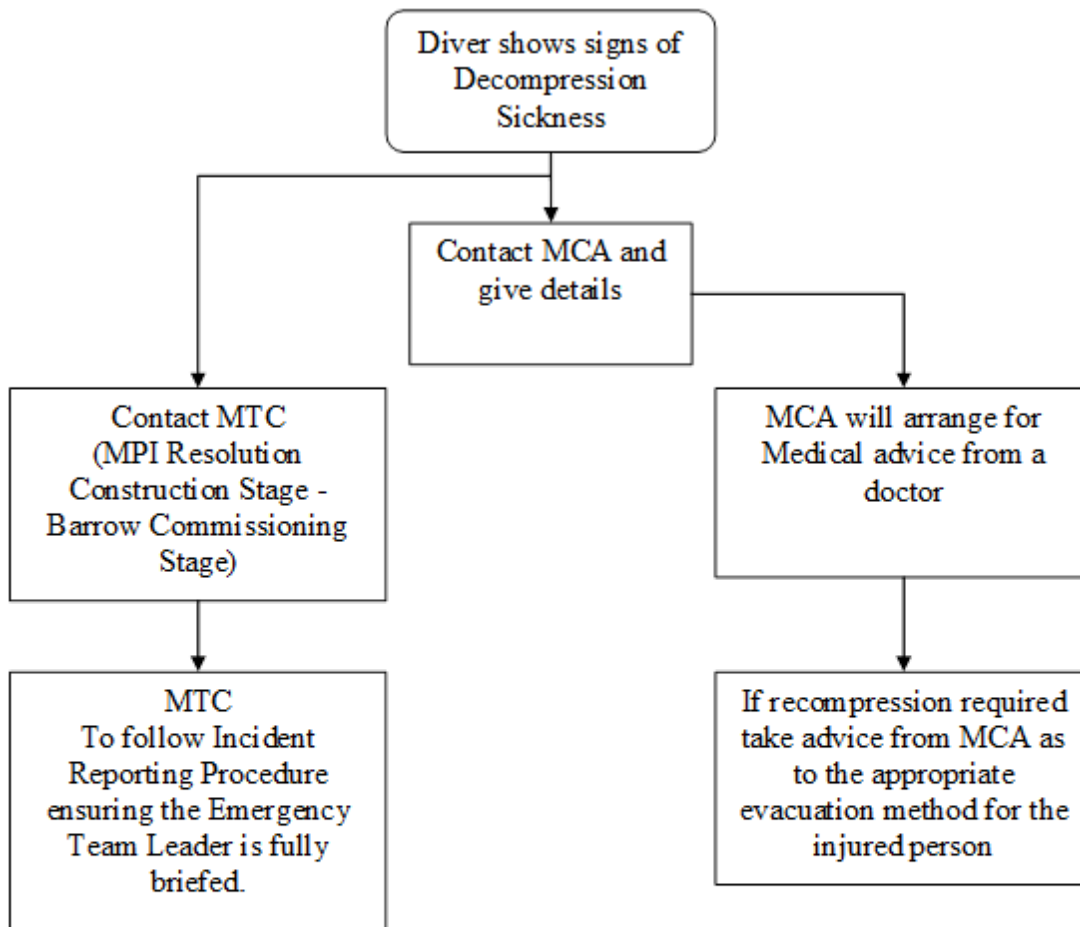 Diver shows signs of
Decompression
Sickness
Contact MCA and
give details
Contact MTC
(MPI Resolution
Construction Stage -
Barrow Commissioning
Stage)
MCA will arrange for
Medical advice from a
doctor
MTC
To follow Incident
Reporting Procedure
ensuring the Emergency
Team Leader is fully
briefed.
If recompression required
take advice from MCA as
to the appropriate
evacuation method for the
injured person